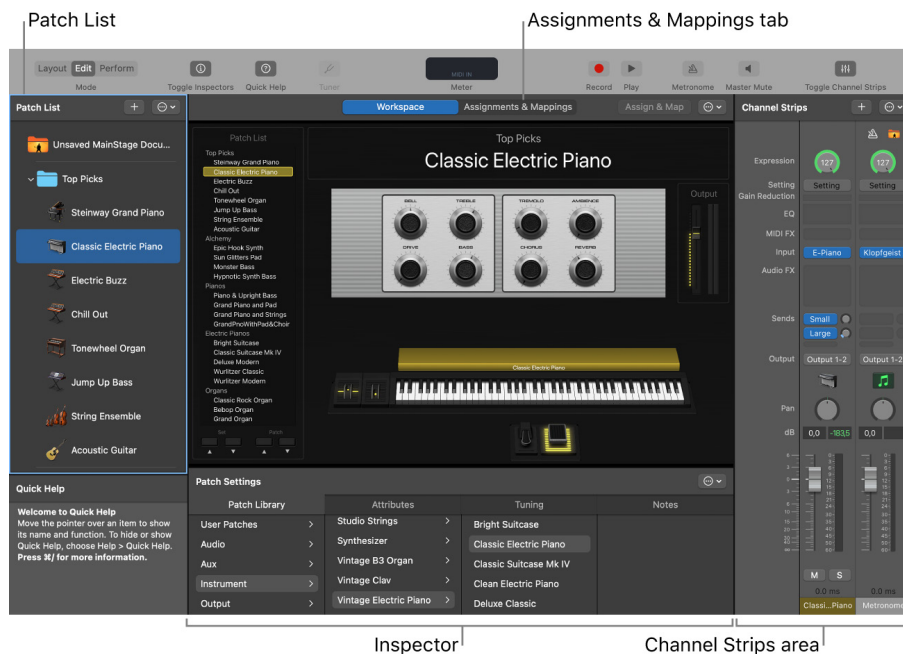 Patch List
Assignments & Mappings tab
Layout Edit Perform
Mode
Toggle Inspectors
Quick Help
Tuner
MIDI IN
Meter
Record
Play
Metronome
Master Mute
Toggle Channel Strips
Patch List
Unsaved MainStage Docu...
Top Picks
Steinway Grand Piano
Classic Electric Piano
Electric Buzz
Chill Out
Tonewheel Organ
Jump Up Bass
String Ensemble
Acoustic Guitar
Quick Help
Welcome to Quick Help
Move the pointer over an item to show
its name and function. To hide or show
Quick Help, choose Help > Quick Help.
Press ⌘/ for more information.
Workspace
Assignments & Mappings
Assign & Map
Patch List
Top Picks
Steinway Grand Piano
Classic Electric Piano
Electric Buzz
Chill Out
Tonewheel Organ
Jump Up Bass
String Ensemble
Acoustic Guitar
Alchemy
Epic Hook Synth
Sun Glitters Pad
Monster Bass
Hypnotic Synth Bass
Pianos
Piano & Upright Bass
Grand Piano and Pad
Grand Piano and Strings
GrandPnoWithPad&Choir
Electric Pianos
Bright Suitcase
Classic Suitcase Mk IV
Deluxe Modern
Wurlitzer Classic
Wurlitzer Modern
Organs
Classic Rock Organ
Bebop Organ
Grand Organ
Set
Patch
Top Picks
Classic Electric Piano
BELL
TREBLE
TREMOLO
AMBIENCE
DRIVE
BASS
CHORUS
REVERB
Output
Classic Electric Piano
Patch Settings
Patch Library
Attributes
Tuning
Notes
User Patches
Audio
Aux
Instrument
Output
Studio Strings
Synthesizer
Vintage B3 Organ
Vintage Clav
Vintage Electric Piano
Bright Suitcase
Classic Electric Piano
Classic Suitcase Mk IV
Clean Electric Piano
Deluxe Classic
Channel Strips
Expression
127
127
Setting
Setting
Setting
Gain Reduction
EQ
MIDI FX
Input
E-Piano
Klopfgeist
Audio FX
Sends
Small
Large
Output
Output 1-2
Output 1-2
Pan
dB
0,0
-183,5
0,0
M
S
0.0 ms
0.0 ms
Classi...Piano
Metronome
Inspector
Channel Strips area